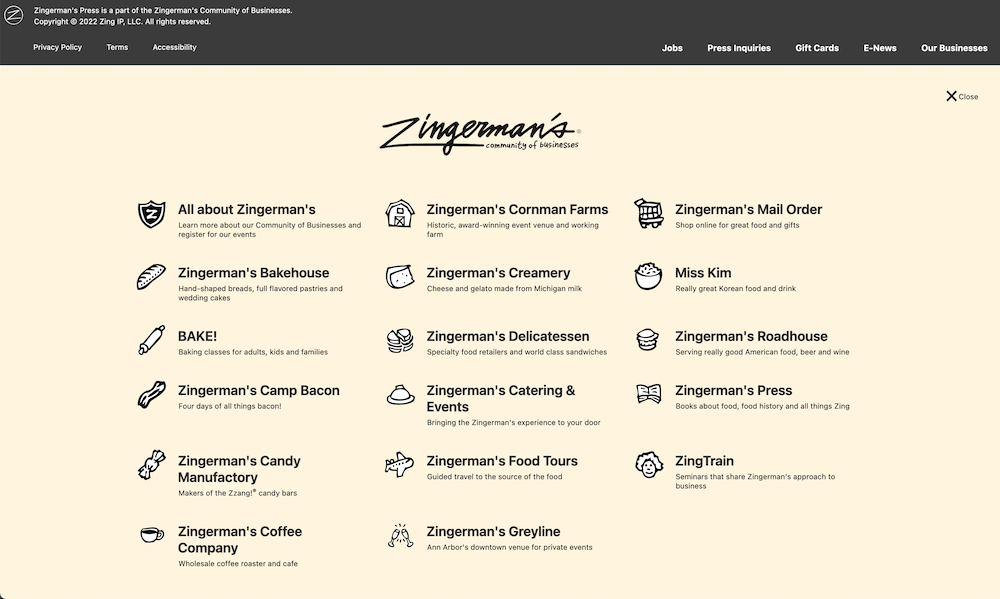 Zingerman's Press is a part of the Zingerman's Community of Businesses.
Copyright © 2022 Zing IP, LLC. All rights reserved.
Privacy Policy
Terms
Accessibility
Jobs
Press Inquiries
Gift Cards
E-News
Our Businesses
Close
Zingerman's®
community of businesses
All about Zingerman's
Learn more about our Community of Businesses and
register for our events
Zingerman's Cornman Farms
Historic, award-winning event venue and working
farm
Zingerman's Mail Order
Shop online for great food and gifts
Zingerman's Bakehouse
Hand-shaped breads, full flavored pastries and
wedding cakes
Zingerman's Creamery
Cheese and gelato made from Michigan milk
Miss Kim
Really great Korean food and drink
BAKE!
Baking classes for adults, kids and families
Zingerman's Delicatessen
Specialty food retailers and world class sandwiches
Zingerman's Roadhouse
Serving really good American food, beer and wine
Zingerman's Camp Bacon
Four days of all things bacon!
Zingerman's Catering &
Events
Bringing the Zingerman's experience to your door
Zingerman's Press
Books about food, food history and all things Zing
Zingerman's Candy
Manufactory
Makers of the Zzang!® candy bars
Zingerman's Food Tours
Guided travel to the source of the food
ZingTrain
Seminars that share Zingerman's approach to
business
Zingerman's Coffee
Company
Wholesale coffee roaster and cafe
Zingerman's Greyline
Ann Arbor's downtown venue for private events